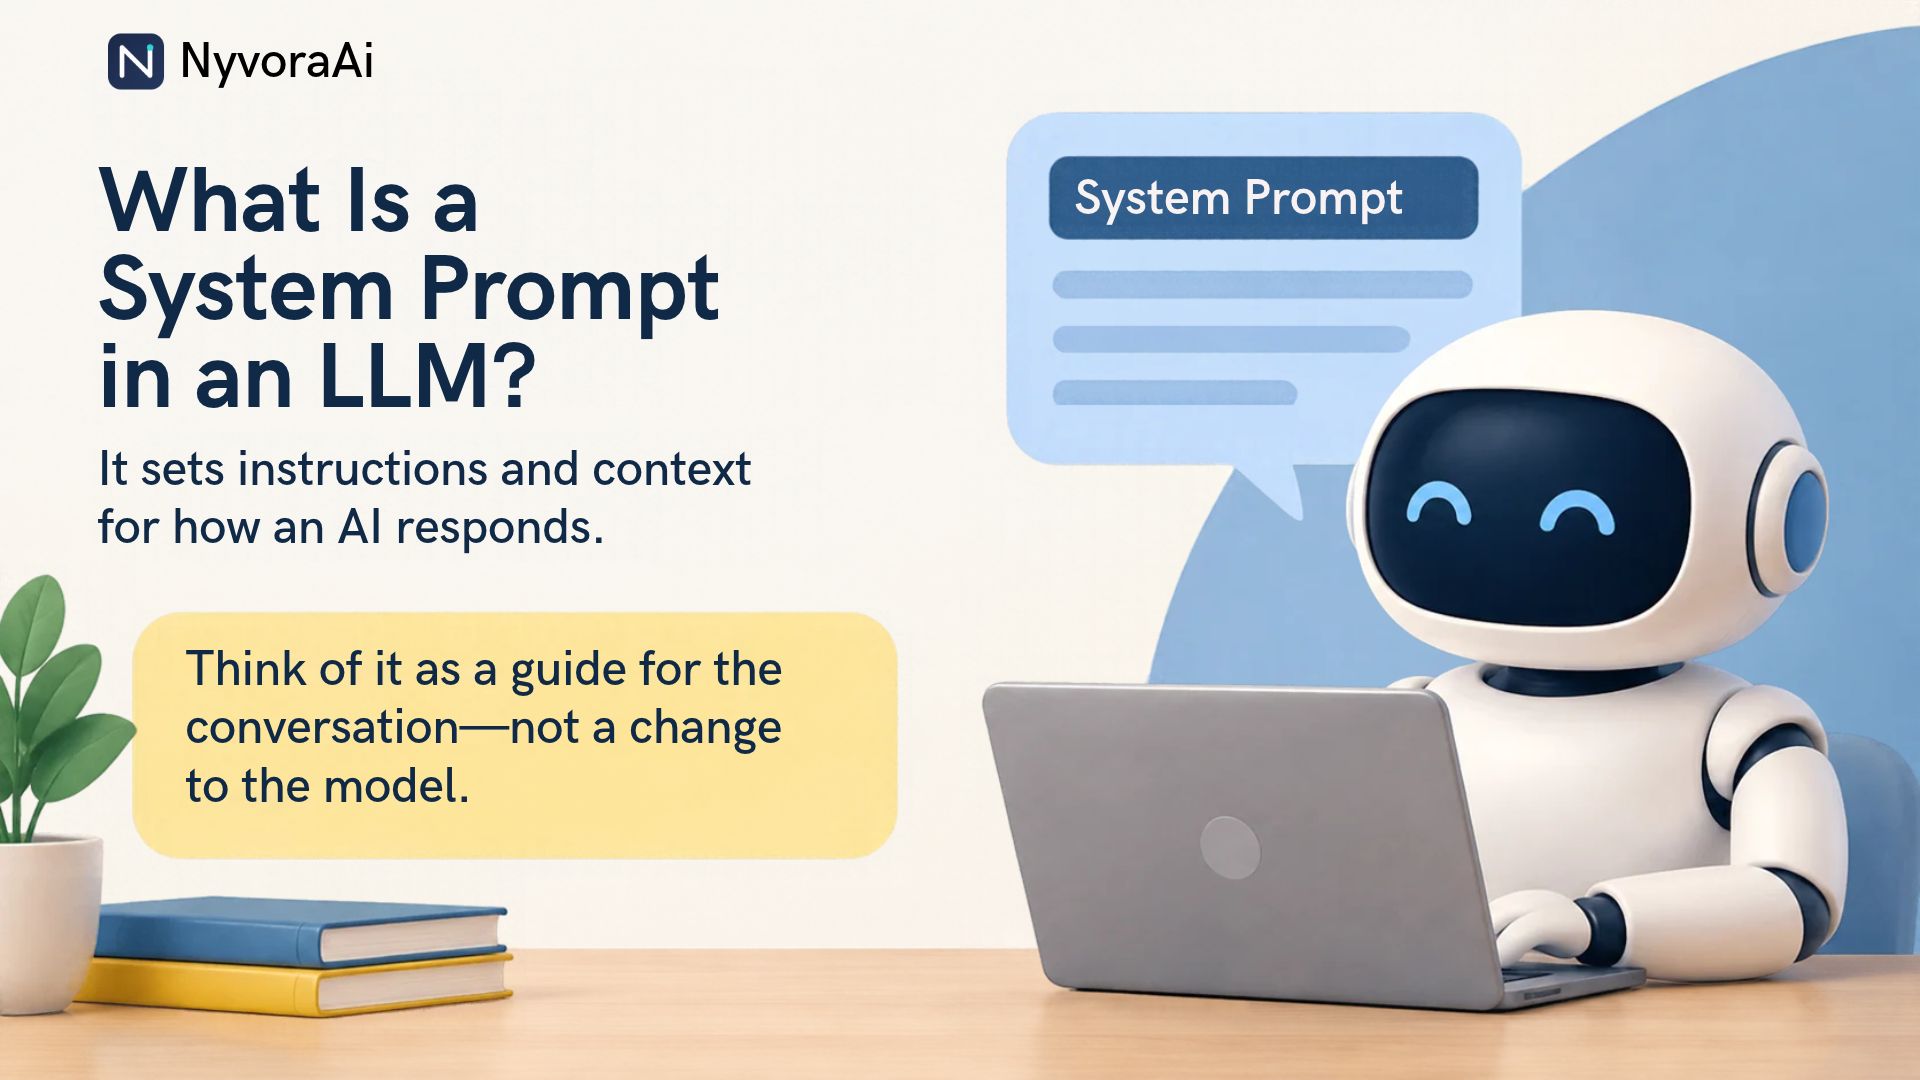 NyvoraAi
What Is a
System Prompt
in an LLM?
It sets instructions and context
for how an AI responds.
Think of it as a guide for the
conversation—not a change
to the model.
System Prompt